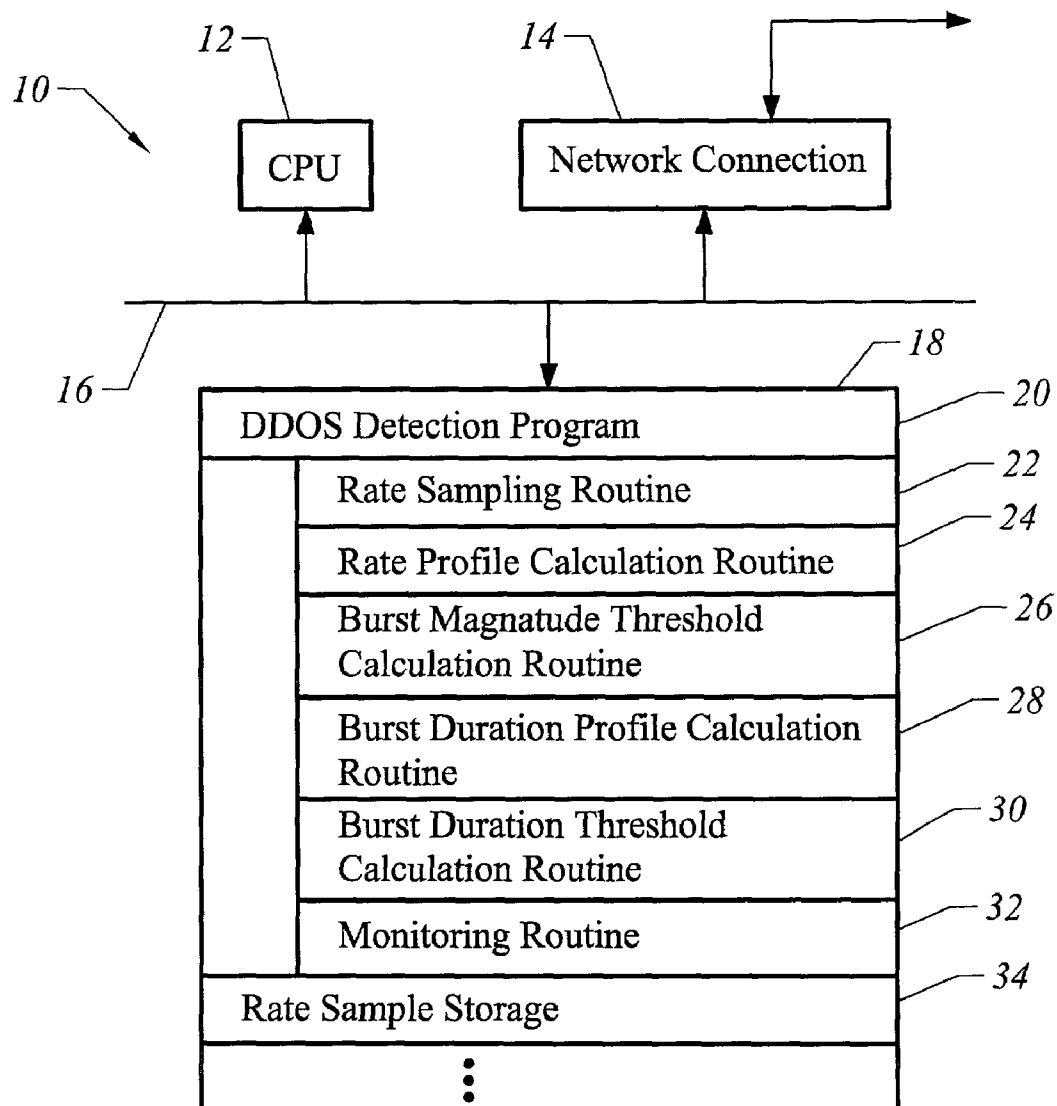 12
14
10
CPU
Network Connection
16
18
DDOS Detection Program
20
Rate Sampling Routine
22
Rate Profile Calculation Routine
24
Burst Magnatude Threshold
Calculation Routine
26
Burst Duration Profile Calculation
Routine
28
Burst Duration Threshold
Calculation Routine
30
Monitoring Routine
32
Rate Sample Storage
34